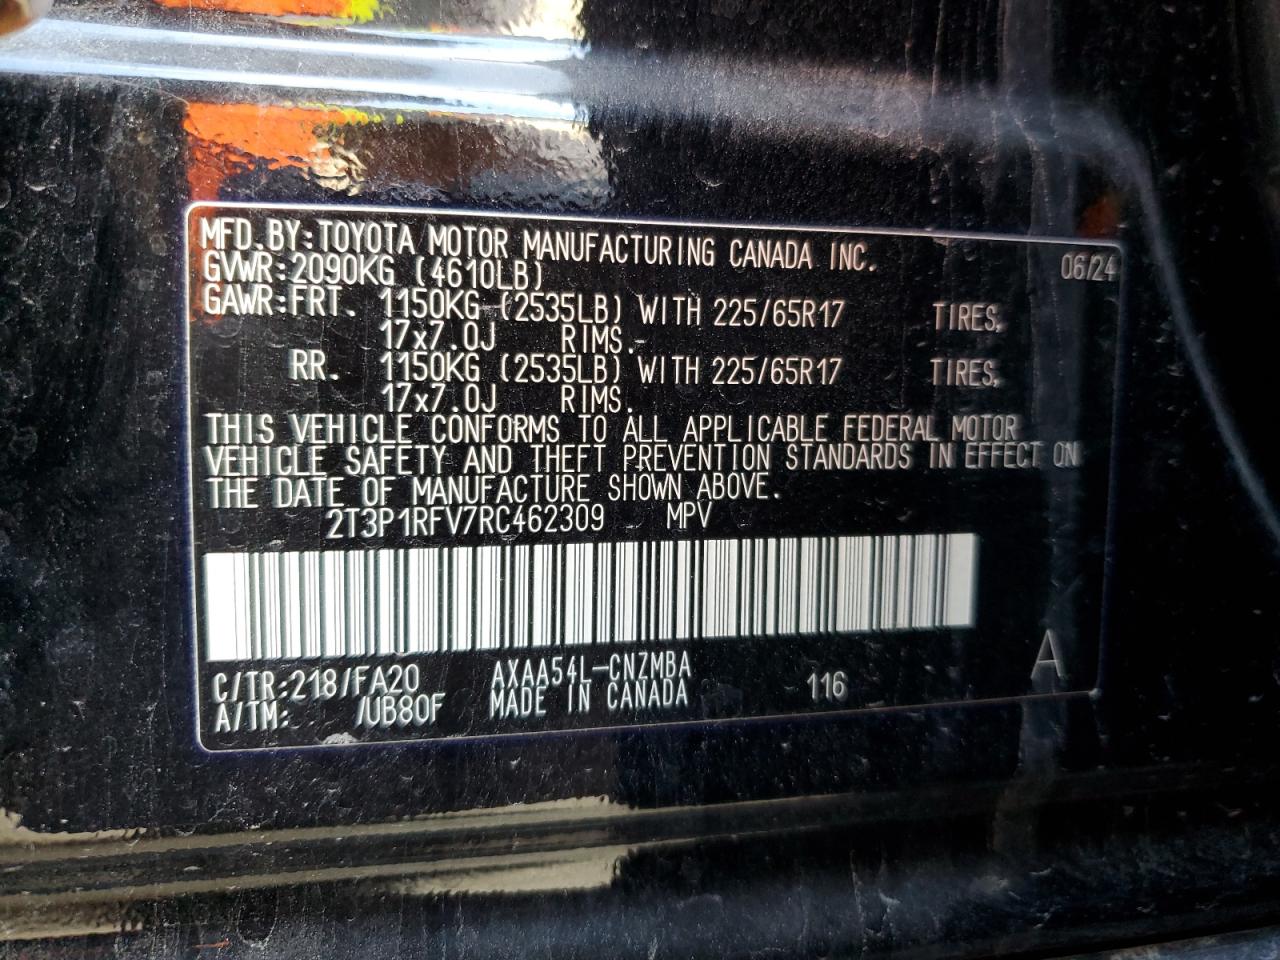 MFD.BY:TOYOTA MOTOR MANUFACTURING CANADA INC. 06/24
GVWR:2090KG (4610LB)
GAWR:FRT. 1150KG (2535LB) WITH 225/65R17 TIRES,
17x7.0J RIMS.
RR. 1150KG (2535LB) WITH 225/65R17 TIRES,
17x7.0J RIMS.
THIS VEHICLE CONFORMS TO ALL APPLICABLE FEDERAL MOTOR
VEHICLE SAFETY AND THEFT PREVENTION STANDARDS IN EFFECT ON
THE DATE OF MANUFACTURE SHOWN ABOVE.
2T3P1RFV7RC462309 MPV
C/TR:218/FA20 AXAA54L-CNZMBA 116 A
A/TM: /UB80F MADE IN CANADA